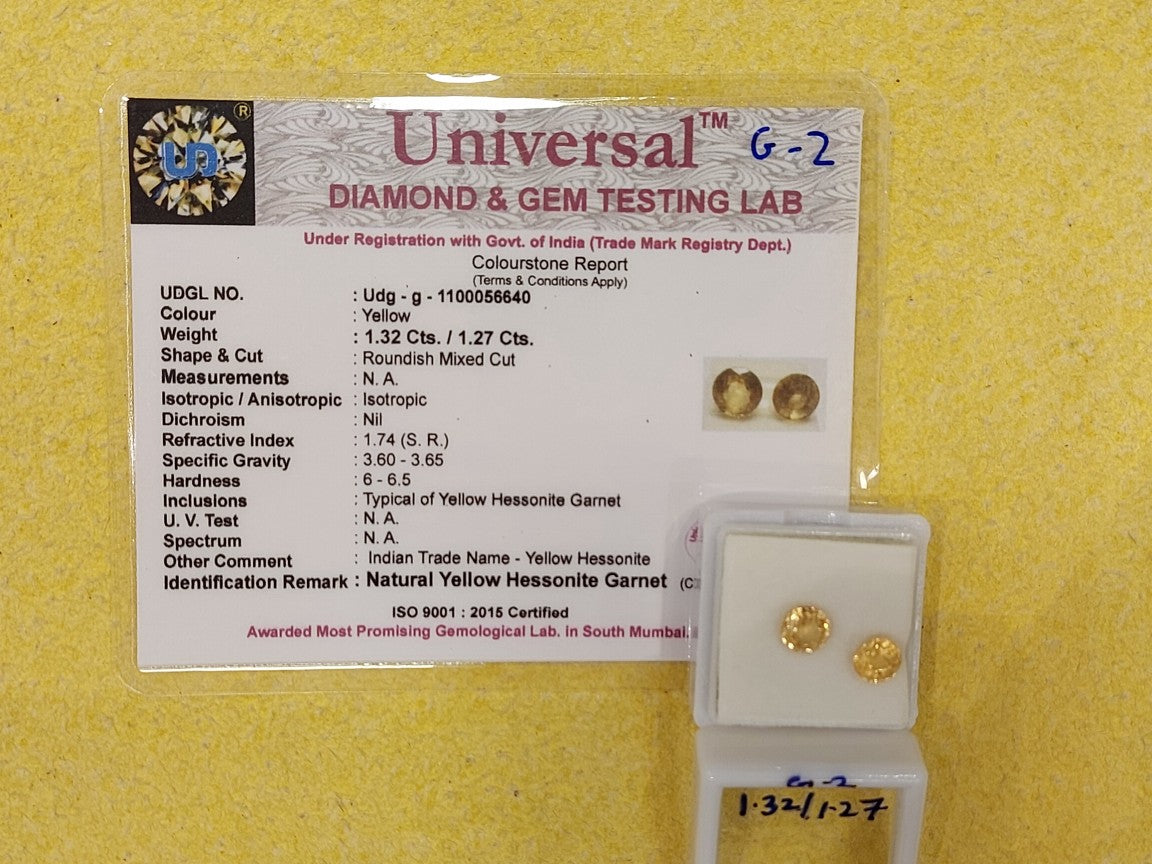 UD ®
Universal™ G-2
DIAMOND & GEM TESTING LAB
Under Registration with Govt. of India (Trade Mark Registry Dept.)
Colourstone Report
(Terms & Conditions Apply)
UDGL NO. : Udg - g - 1100056640
Colour : Yellow
Weight : 1.32 Cts. / 1.27 Cts.
Shape & Cut : Roundish Mixed Cut
Measurements : N. A.
Isotropic / Anisotropic : Isotropic
Dichroism : Nil
Refractive Index : 1.74 (S. R.)
Specific Gravity : 3.60 - 3.65
Hardness : 6 - 6.5
Inclusions : Typical of Yellow Hessonite Garnet
U. V. Test : N. A.
Spectrum : N. A.
Other Comment : Indian Trade Name - Yellow Hessonite
Identification Remark : Natural Yellow Hessonite Garnet
ISO 9001 : 2015 Certified
Awarded Most Promising Gemological Lab. in South Mumbai.
1.32/1.27